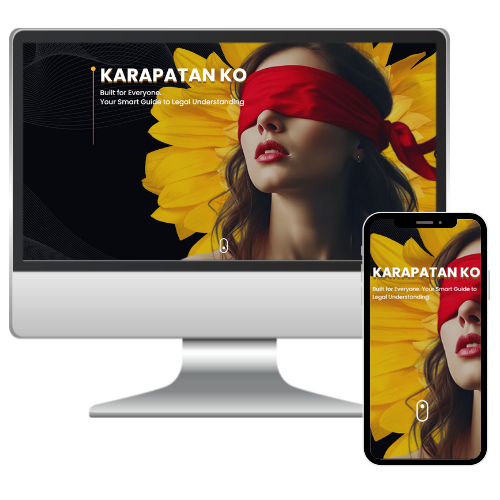 KARAPATAN KO
Built for Everyone.
Your Smart Guide to Legal Understanding
KARAPATAN KO
Built for Everyone. Your Smart Guide to
Legal Understanding